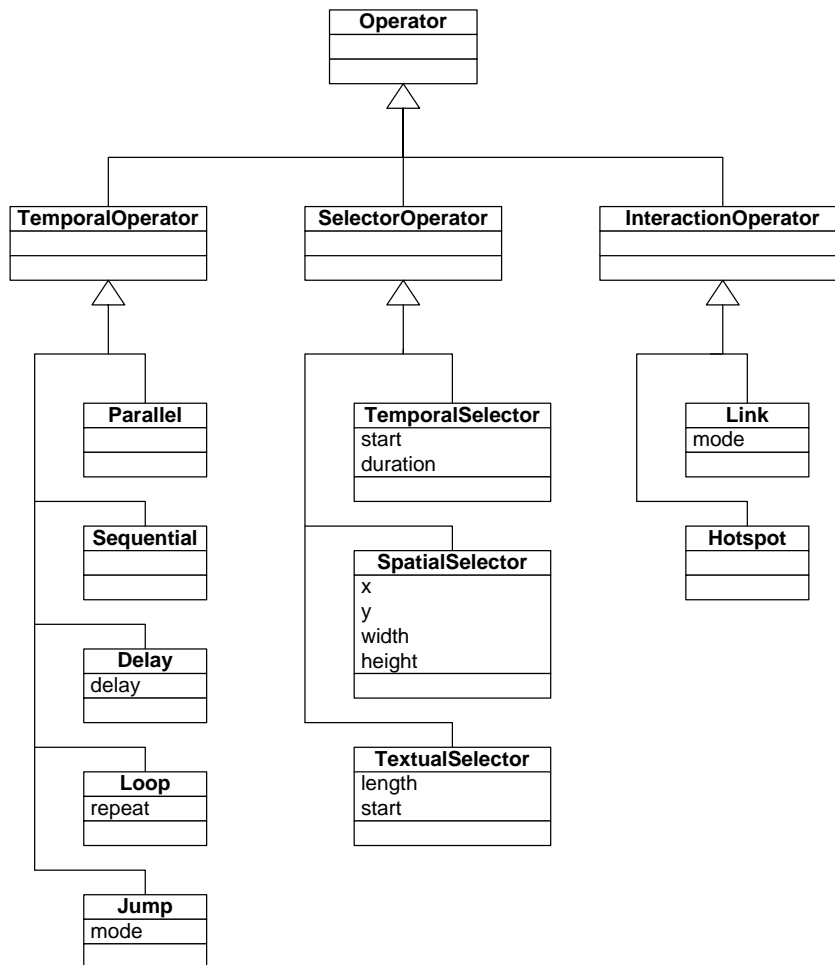 Operator
TemporalOperator
SelectorOperator
InteractionOperator
Parallel
Sequential
Delay
delay
Loop
repeat
Jump
mode
TemporalSelector
start
duration
SpatialSelector
x
y
width
height
TextualSelector
length
start
Link
mode
Hotspot